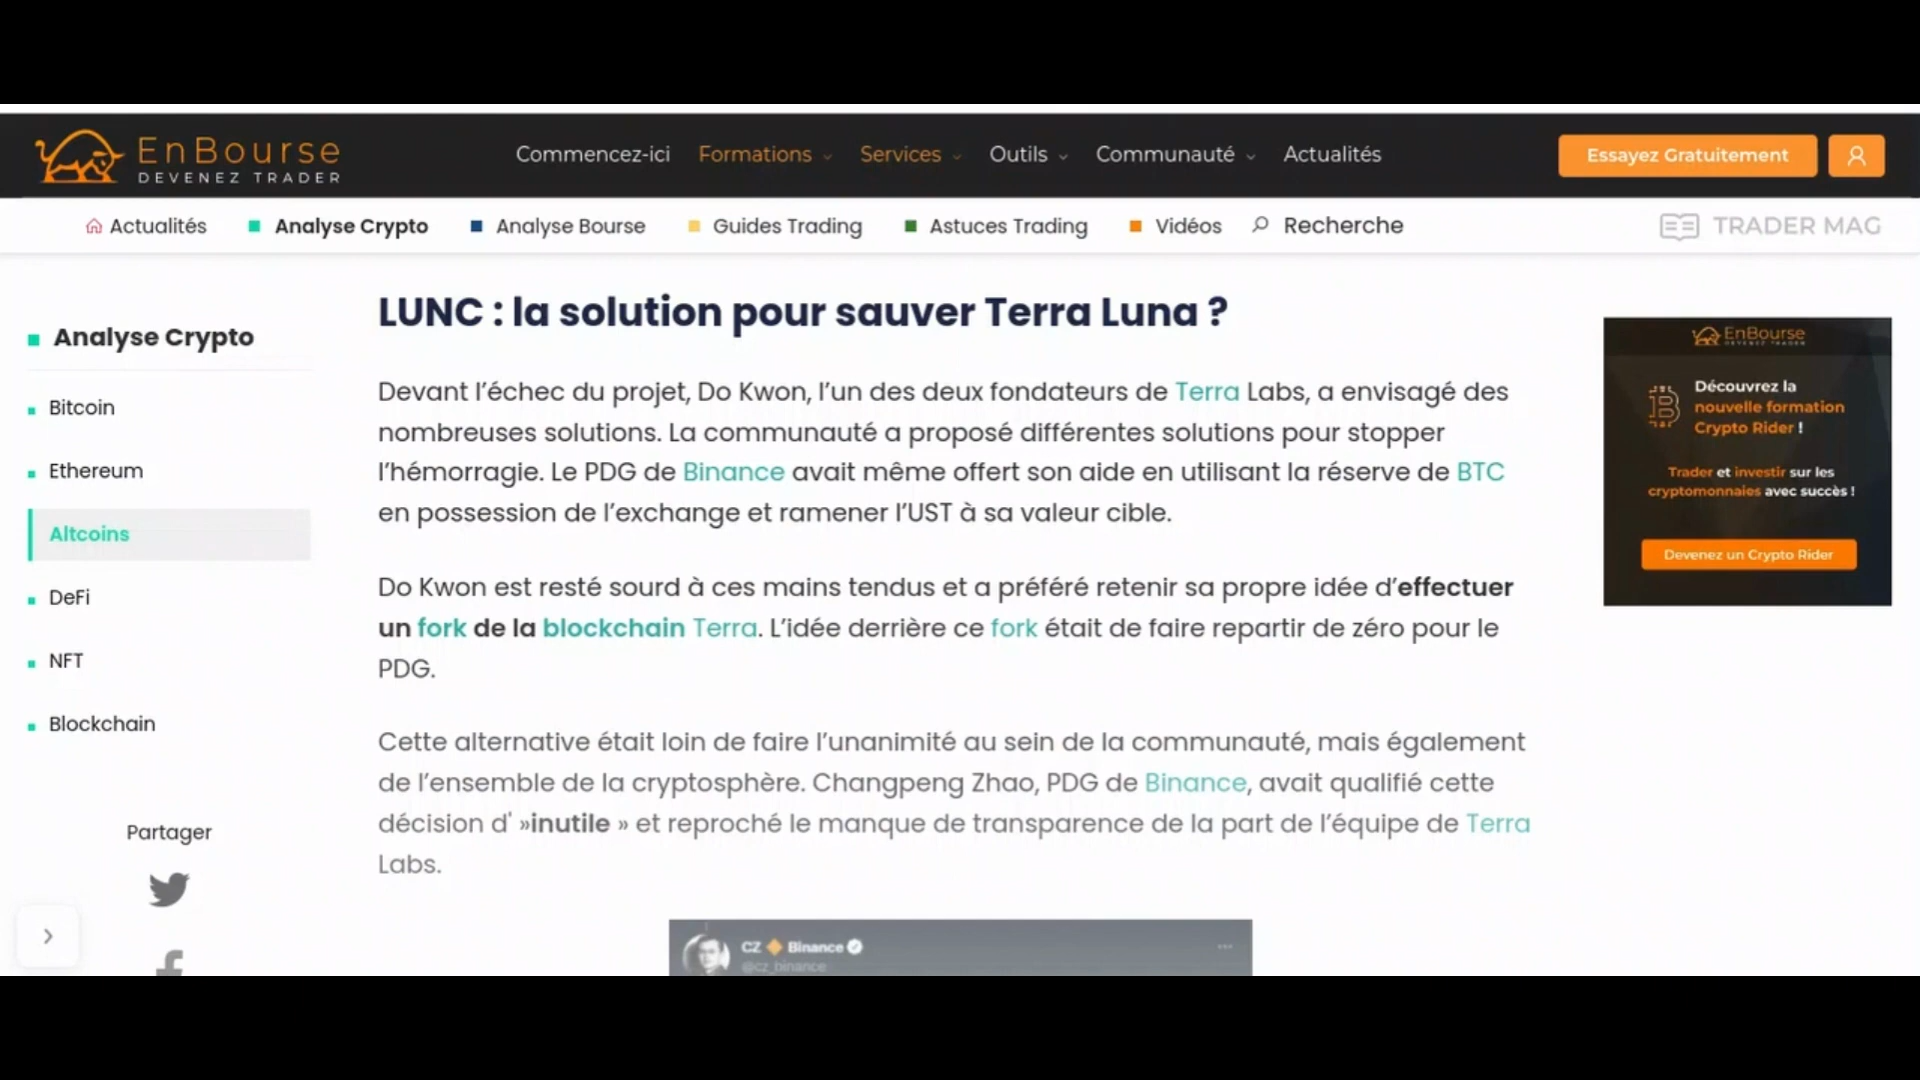 EnBourse
DEVENEZ TRADER
Commencez-ici
Formations
Services
Outils
Communauté
Actualités
Essayez Gratuitement
Actualités
Analyse Crypto
Analyse Bourse
Guides Trading
Astuces Trading
Vidéos
Recherche
TRADER MAG
Analyse Crypto
Bitcoin
Ethereum
Altcoins
DeFi
NFT
Blockchain
Partager
LUNC : la solution pour sauver Terra Luna ?
Devant l’échec du projet, Do Kwon, l’un des deux fondateurs de Terra Labs, a envisagé des
nombreuses solutions. La communauté a proposé différentes solutions pour stopper
l’hémorragie. Le PDG de Binance avait même offert son aide en utilisant la réserve de BTC
en possession de l’exchange et ramener l’UST à sa valeur cible.
Do Kwon est resté sourd à ces mains tendus et a préféré retenir sa propre idée d’effectuer
un fork de la blockchain Terra. L’idée derrière ce fork était de faire repartir de zéro pour le
PDG.
Cette alternative était loin de faire l’unanimité au sein de la communauté, mais également
de l’ensemble de la cryptosphère. Changpeng Zhao, PDG de Binance, avait qualifié cette
décision d' »inutile » et reproché le manque de transparence de la part de l’équipe de Terra
Labs.
CZ Binance
@cz_binance
EnBourse
DEVENEZ TRADER
Découvrez la
nouvelle formation
Crypto Rider !
Trader et investir sur les
cryptomonnaies avec succès !
Devenez un Crypto Rider